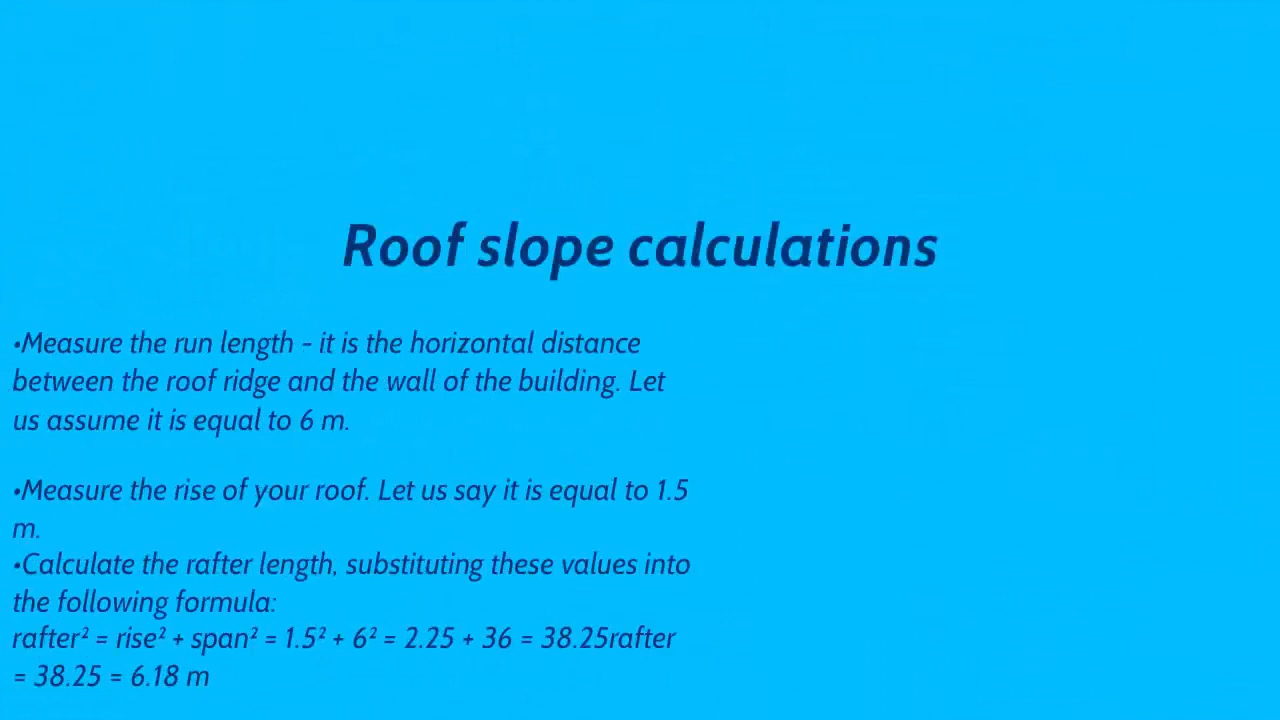 Roof slope calculations
•Measure the run length - it is the horizontal distance
between the roof ridge and the wall of the building. Let
us assume it is equal to 6 m.
•Measure the rise of your roof. Let us say it is equal to 1.5
m.
•Calculate the rafter length, substituting these values into
the following formula:
rafter² = rise² + span² = 1.5² + 6² = 2.25 + 36 = 38.25rafter
= 38.25 = 6.18 m